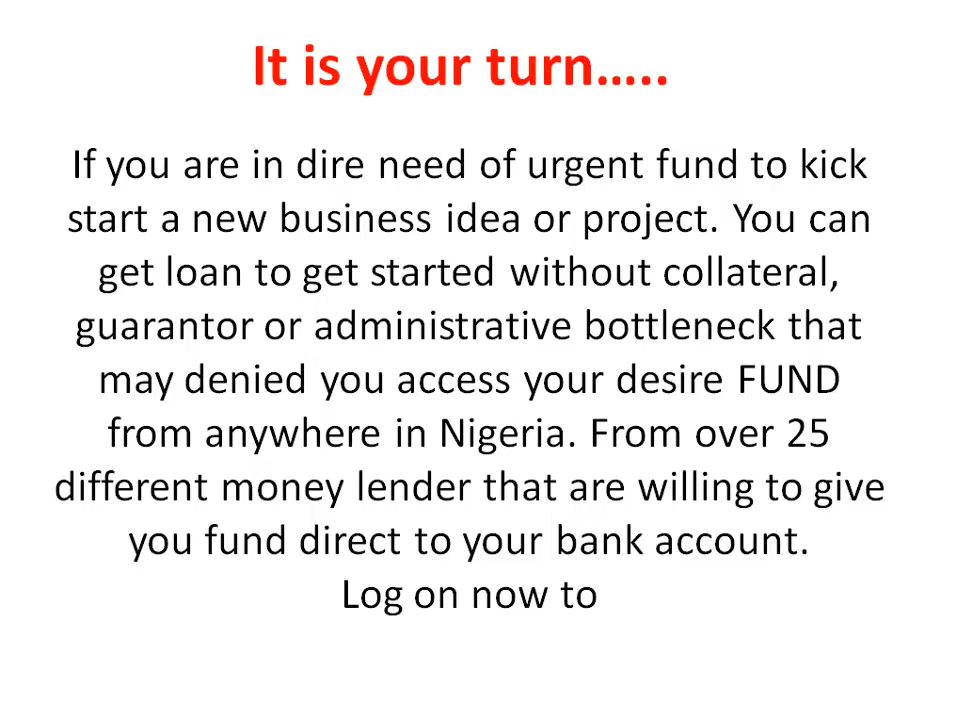 It is your turn…..
If you are in dire need of urgent fund to kick
start a new business idea or project. You can
get loan to get started without collateral,
guarantor or administrative bottleneck that
may denied you access your desire FUND
from anywhere in Nigeria. From over 25
different money lender that are willing to give
you fund direct to your bank account.
Log on now to